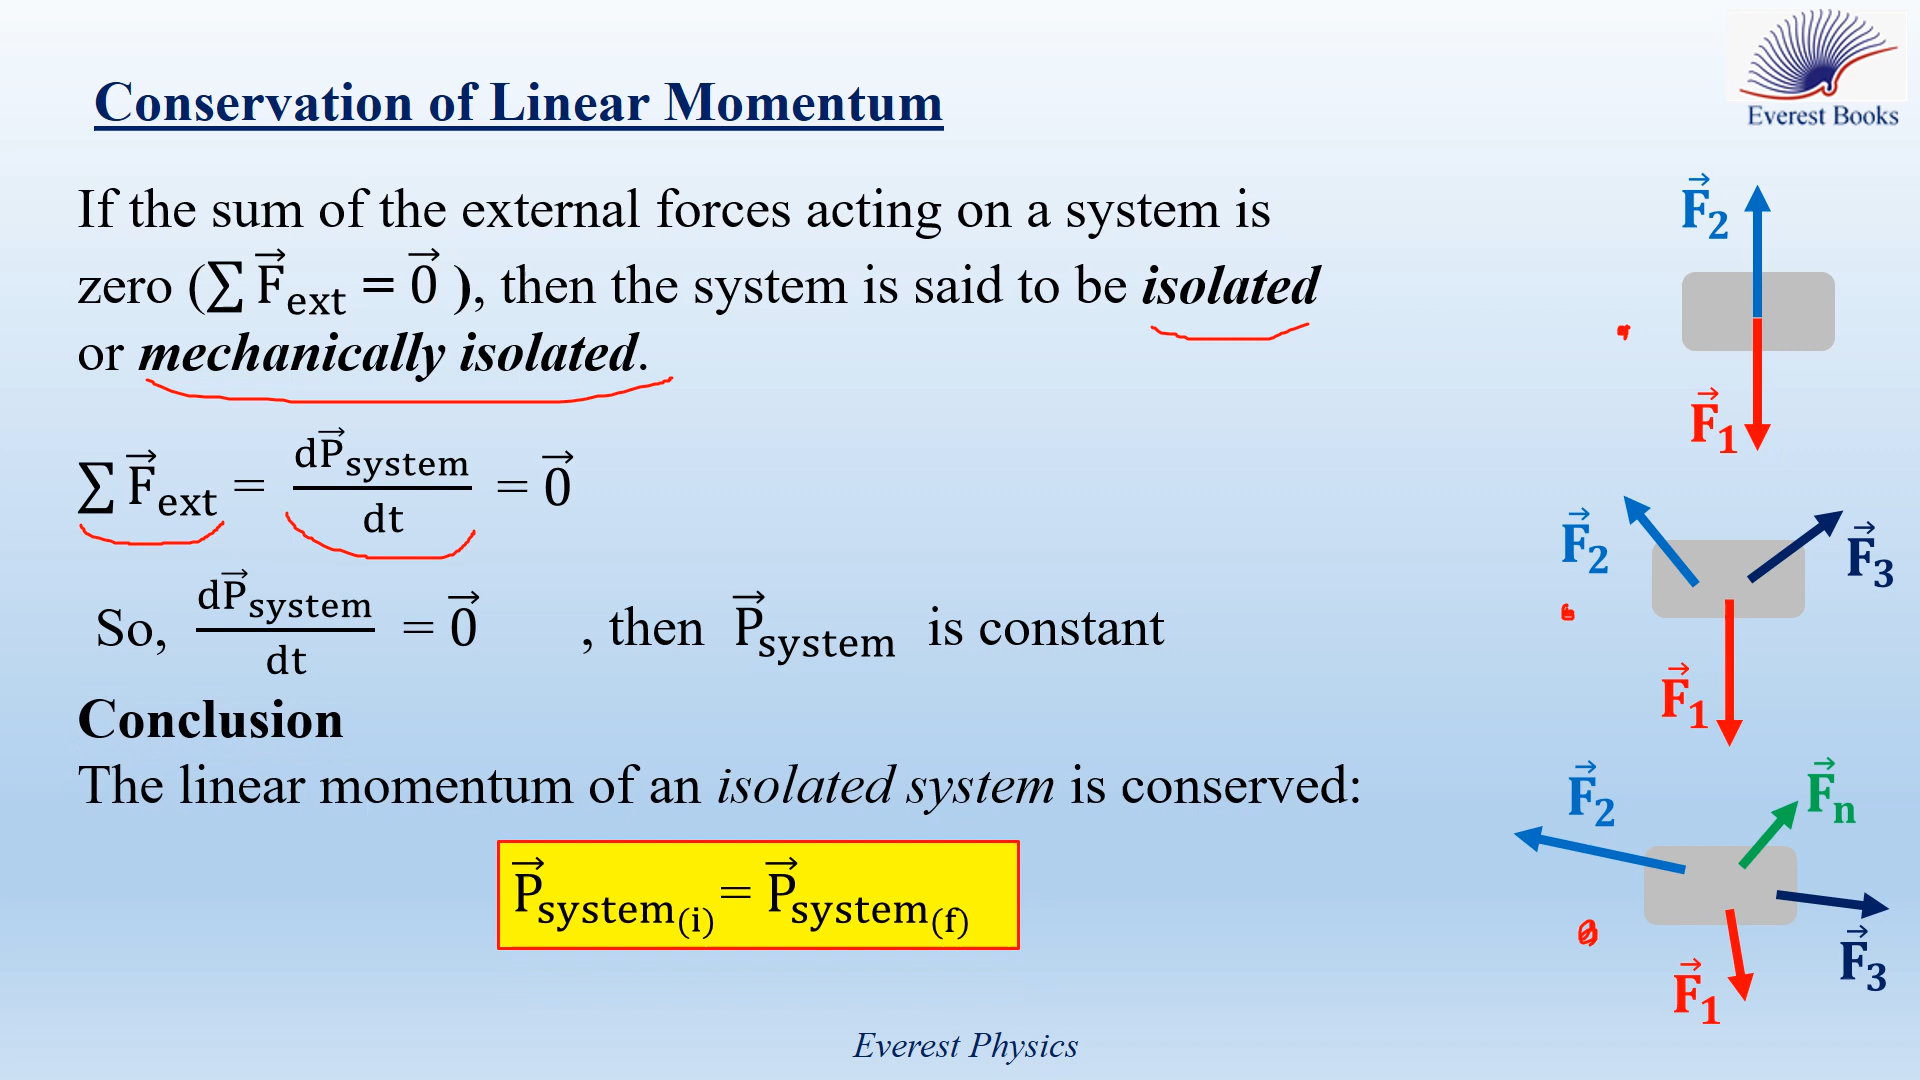 Conservation of Linear Momentum
Everest Books
If the sum of the external forces acting on a system is
zero (∑ F⃗ext = 0⃗ ), then the system is said to be isolated
or mechanically isolated.
∑ F⃗ext = dP⃗system/dt = 0⃗
So, dP⃗system/dt = 0⃗ , then P⃗system is constant
Conclusion
The linear momentum of an isolated system is conserved:
P⃗system(i) = P⃗system(f)
F⃗2
F⃗1
F⃗2
F⃗3
F⃗1
F⃗2
F⃗n
F⃗3
F⃗1
Everest Physics